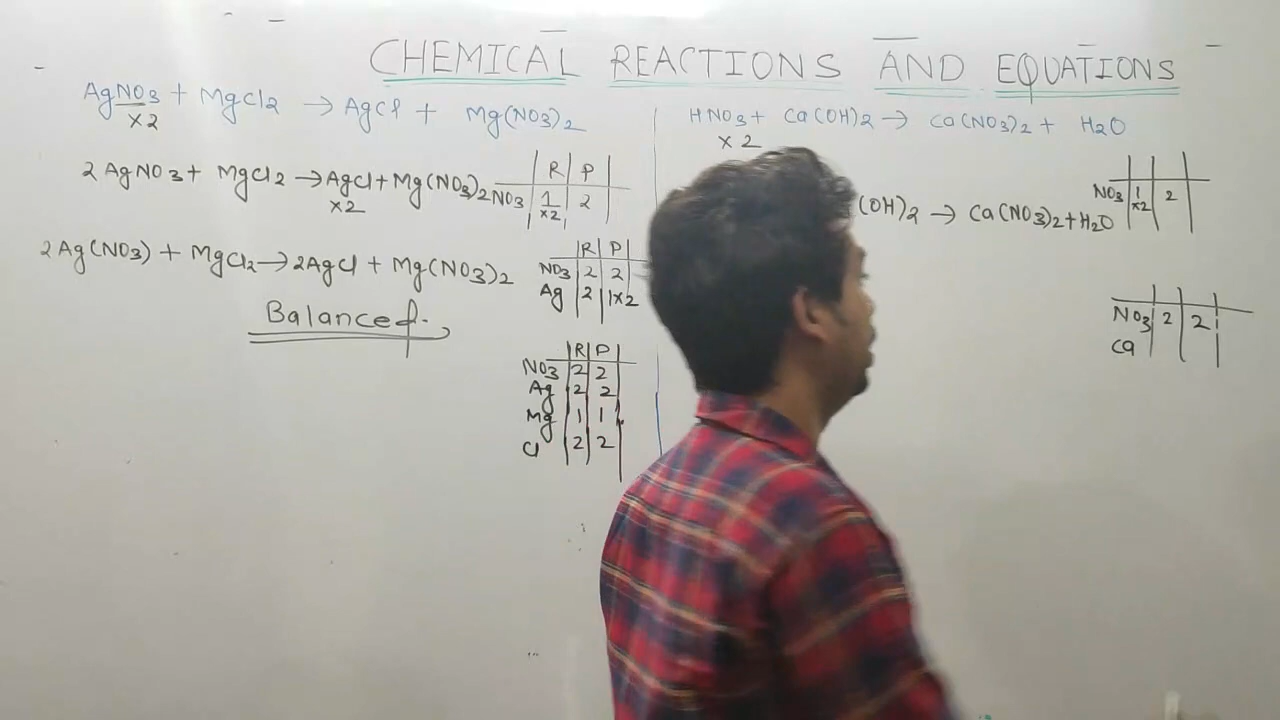 CHEMICAL REACTIONS AND EQUATIONS
AgNO3 + MgCl2 → AgCl + Mg(NO3)2
×2
2 AgNO3 + MgCl2 → AgCl + Mg(NO3)2
×2
R P
NO3 1 2
×2
2Ag(NO3) + MgCl2 → 2AgCl + Mg(NO3)2
R P
NO3 2 2
Ag 2 1×2
Balanced.
R P
NO3 2 2
Ag 2 2
Mg 1 1
Cl 2 2
HNO3 + Ca(OH)2 → Ca(NO3)2 + H2O
×2
(OH)2 → Ca(NO3)2 + H2O
NO3 1 2
×2
NO3 2 2
Ca